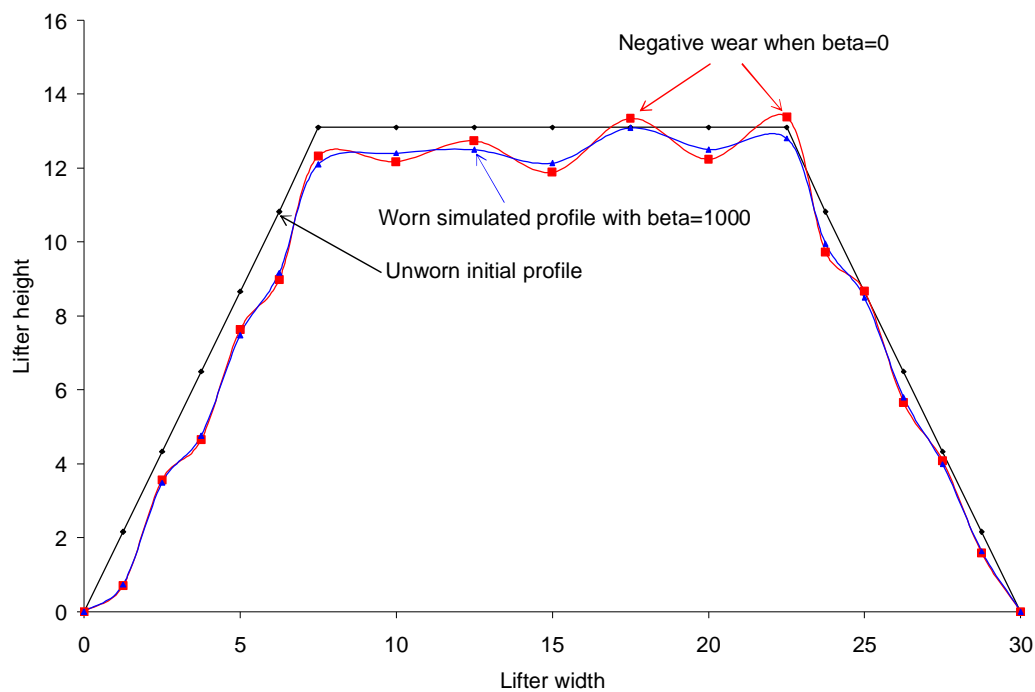 16
Negative wear when beta=0
14
12
Worn simulated profile with beta=1000
10
Unworn initial profile
Lifter height
8
6
4
2
0
0 5 10 15 20 25 30
Lifter width